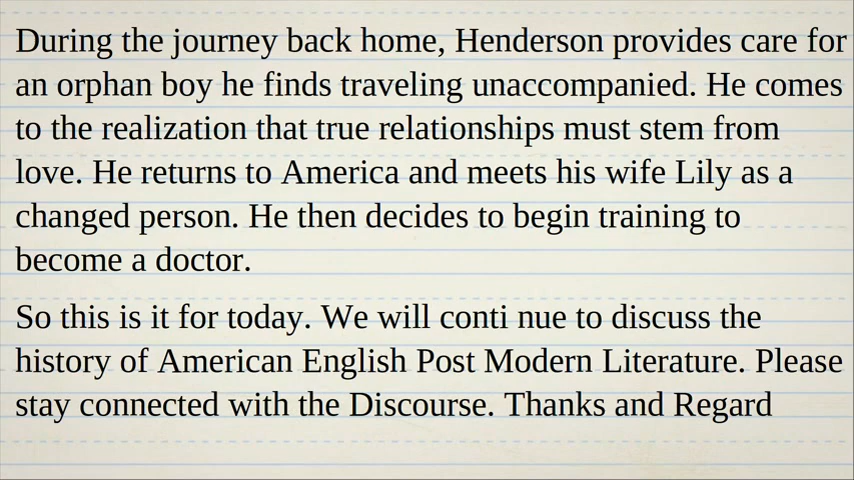 During the journey back home, Henderson provides care for
an orphan boy he finds traveling unaccompanied. He comes
to the realization that true relationships must stem from
love. He returns to America and meets his wife Lily as a
changed person. He then decides to begin training to
become a doctor.
So this is it for today. We will conti nue to discuss the
history of American English Post Modern Literature. Please
stay connected with the Discourse. Thanks and Regard